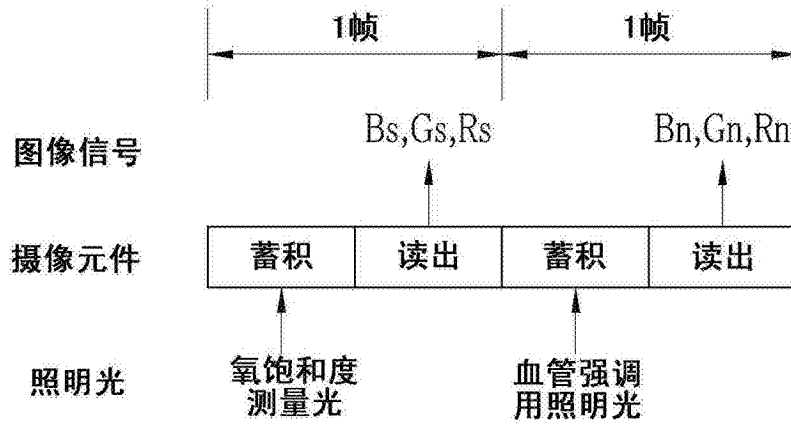 1帧 1帧
图像信号 Bs,Gs,Rs Bn,Gn,Rn
摄像元件 蓄积 读出 蓄积 读出
照明光 氧饱和度 血管强调
测量光 用照明光